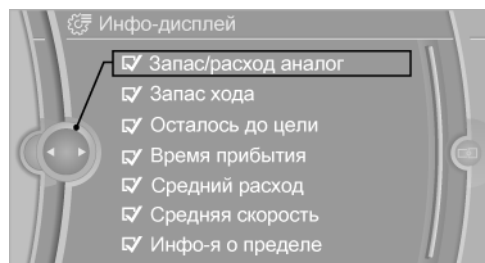 Инфо-дисплей
Запас/расход аналог
Запас хода
Осталось до цели
Время прибытия
Средний расход
Средняя скорость
Инфо-я о пределе